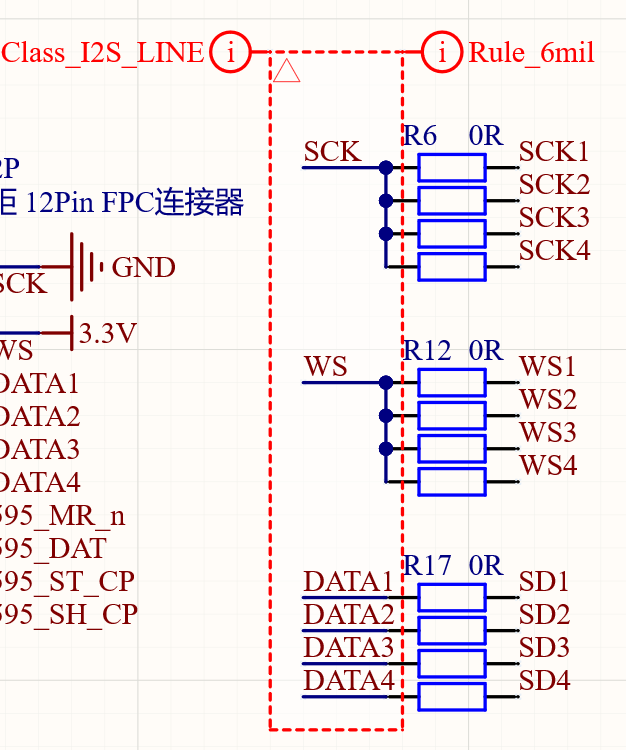 Class_I2S_LINE i i Rule_6mil
2P
12Pin FPC连接器
SCK
GND
3.3V
WS
DATA1
DATA2
DATA3
DATA4
595_MR_n
595_DAT
595_ST_CP
595_SH_CP
R6 0R
SCK SCK1
SCK2
SCK3
SCK4
R12 0R
WS WS1
WS2
WS3
WS4
R17 0R
DATA1 SD1
DATA2 SD2
DATA3 SD3
DATA4 SD4